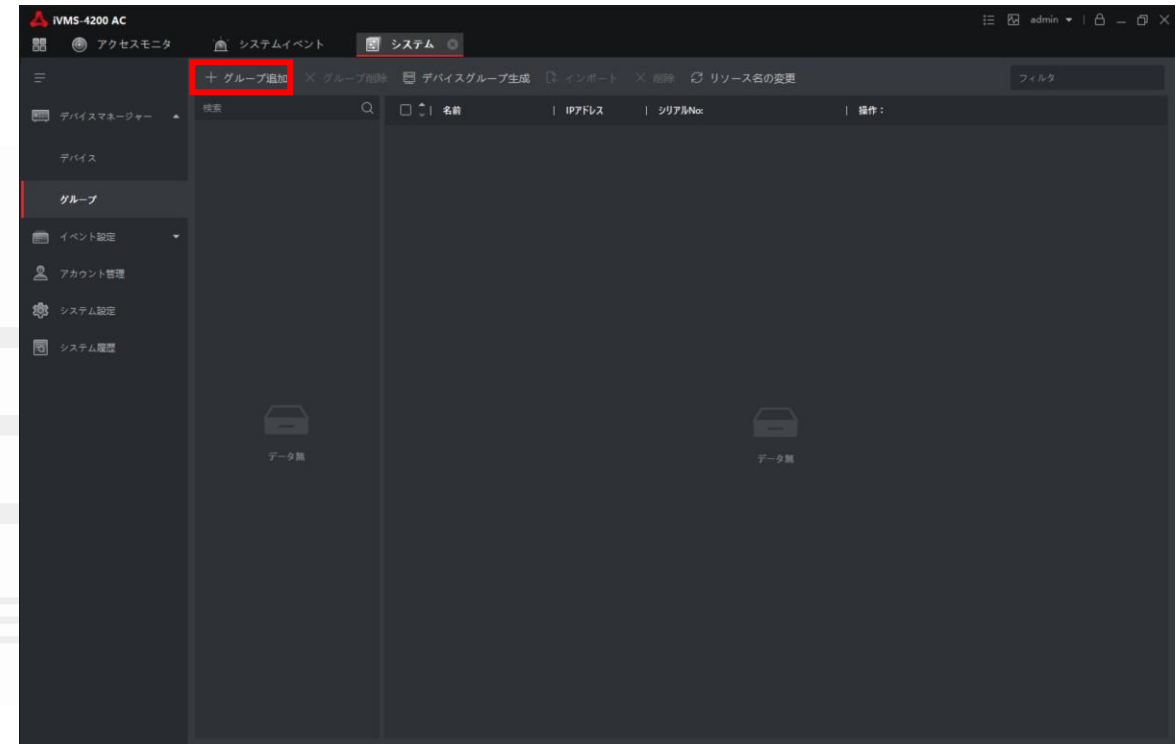 iVMS-4200 AC
admin
アクセスモニタ システムイベント システム
+ グループ追加 × グループ削除 デバイスグループ生成 インポート × 削除 リソース名の変更 フィルタ
デバイスマネージャー
検索
名前 | IPアドレス | シリアルNo: | 操作:
デバイス
グループ
イベント設定
アカウント管理
システム設定
システム履歴
データ無
データ無